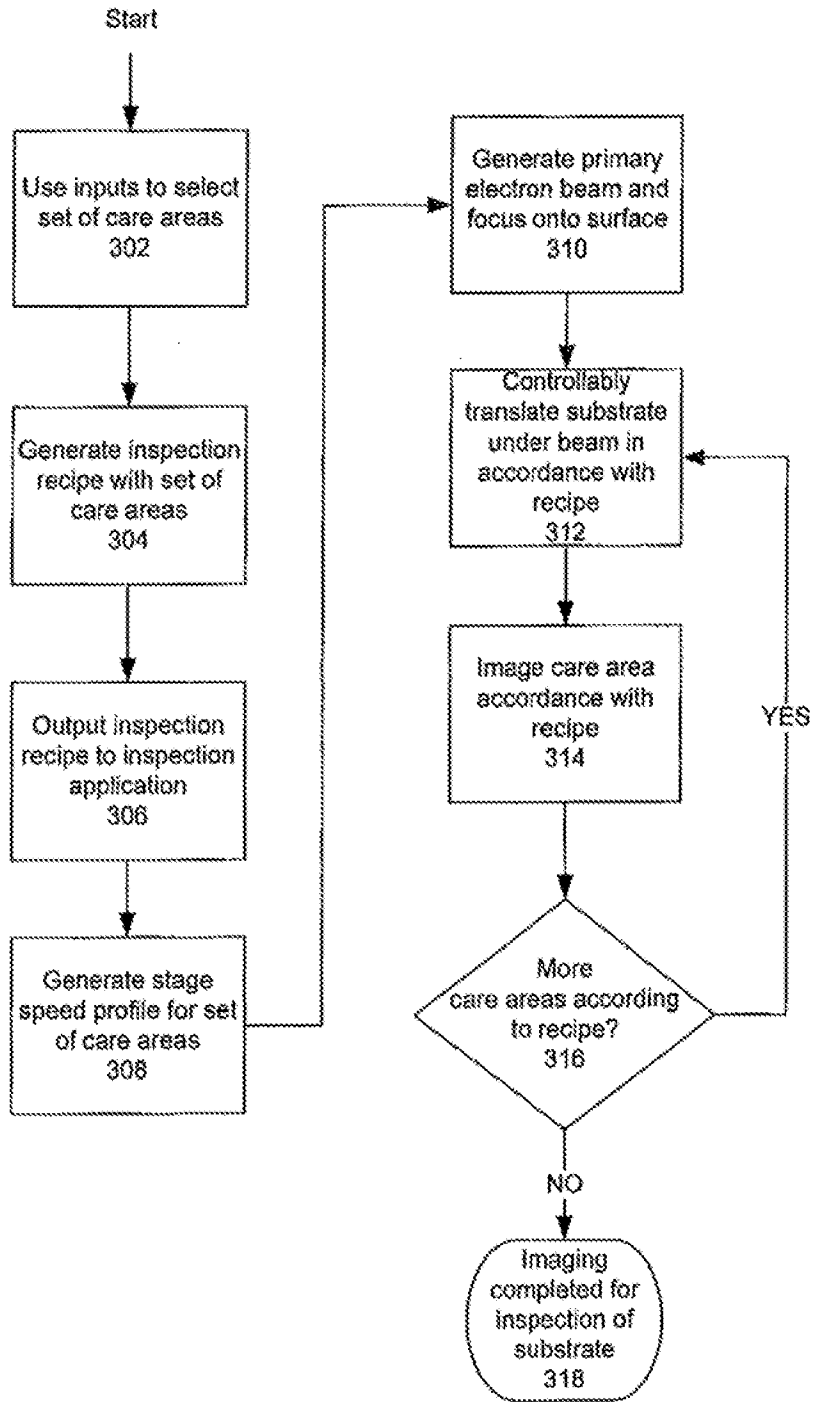 Start
Use inputs to select
set of care areas
302
Generate inspection
recipe with set of
care areas
304
Output inspection
recipe to inspection
application
306
Generate stage
speed profile for set
of care areas
308
Generate primary
electron beam and
focus onto surface
310
Controllably
translate substrate
under beam in
accordance with
recipe
312
Image care area
accordance with
recipe
314
More
care areas according
to recipe?
316
YES
NO
Imaging
completed for
inspection of
substrate
318